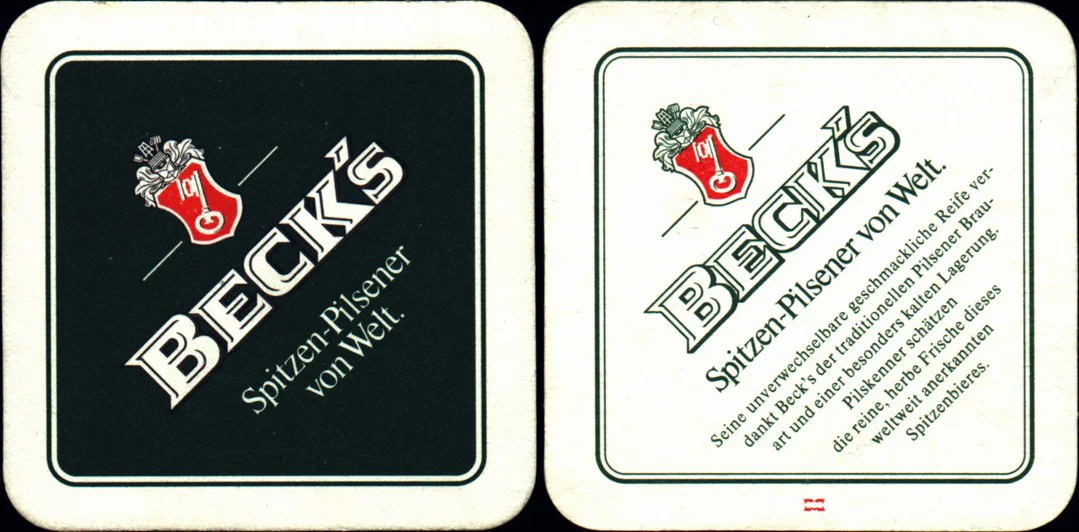 BECK'S
Spitzen-Pilsener
von Welt.
BECK'S
Spitzen-Pilsener von Welt.
Seine unverwechselbare geschmackliche Reife ver-
dankt Beck's der traditionellen Pilsener Brau-
art und einer besonders kalten Lagerung.
Pilskenner schätzen
die reine, herbe Frische dieses
weltweit anerkannten
Spitzenbieres.